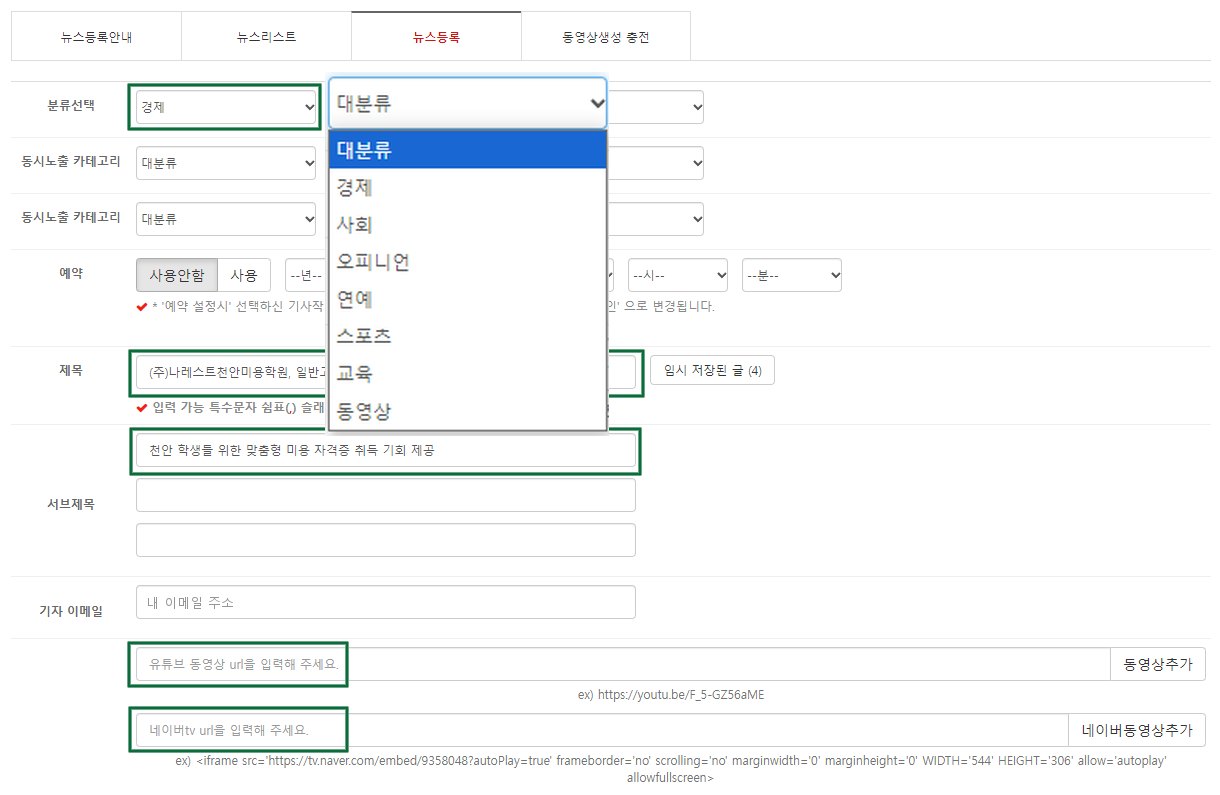 뉴스등록안내 뉴스리스트 뉴스등록 동영상생성 충전
분류선택 경제 대분류
대분류
동시노출 카테고리 대분류
경제
사회
동시노출 카테고리 대분류
오피니언
예약 사용안함 사용 --년-- --시-- --분--
연예
* '예약 설정시' 선택하신 기사작 인' 으로 변경됩니다.
스포츠
제목 (주)나레스트천안미용학원, 일반고 임시 저장된 글 (4)
교육
입력 가능 특수문자 쉼표(,) 슬래
동영상
천안 학생들 위한 맞춤형 미용 자격증 취득 기회 제공
서브제목
기자 이메일 내 이메일 주소
유튜브 동영상 url을 입력해 주세요. 동영상추가
ex) https://youtu.be/F_5-GZ56aME
네이버tv url을 입력해 주세요. 네이버동영상추가
ex) <iframe src='https://tv.naver.com/embed/9358048?autoPlay=true' frameborder='no' scrolling='no' marginwidth='0' marginheight='0' WIDTH='544' HEIGHT='306' allow='autoplay'
allowfullscreen>